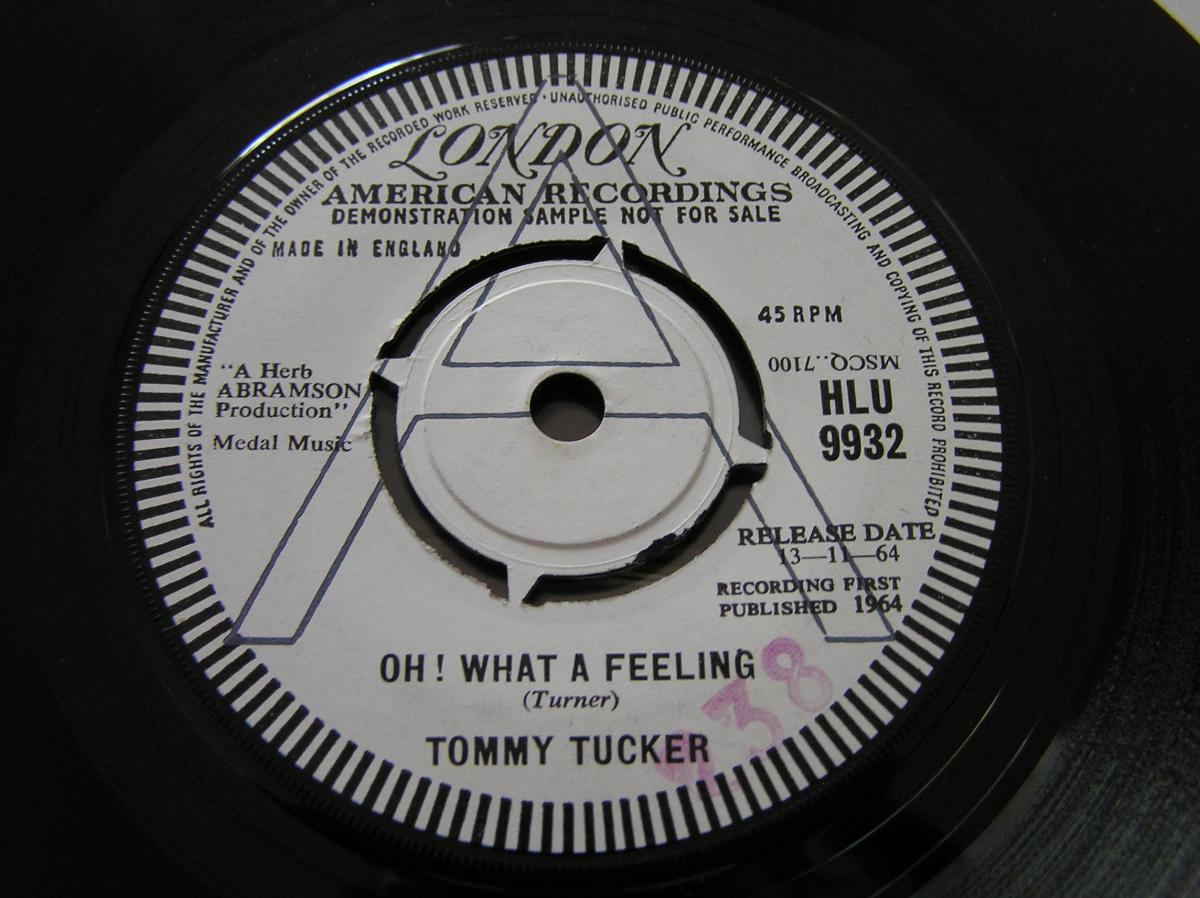 ALL RIGHTS OF THE MANUFACTURER AND OF THE OWNER OF THE RECORDED WORK RESERVED · UNAUTHORISED PUBLIC PERFORMANCE BROADCASTING AND COPYING OF THIS RECORD PROHIBITED
LONDON
AMERICAN RECORDINGS
DEMONSTRATION SAMPLE NOT FOR SALE
MADE IN ENGLAND
A
45 RPM
MSCQ..7100
HLU
9932
"A Herb
ABRAMSON
Production"
Medal Music
RELEASE DATE
13—11—64
RECORDING FIRST
PUBLISHED 1964
OH! WHAT A FEELING
(Turner)
TOMMY TUCKER